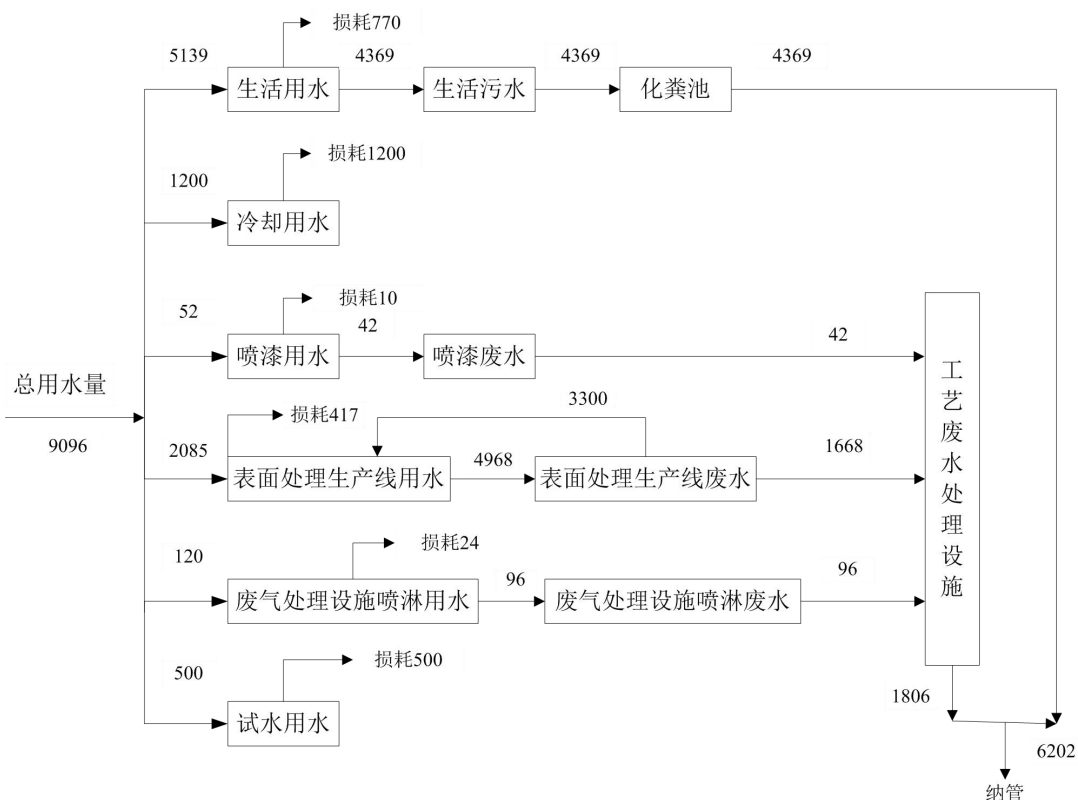 损耗770
5139
4369
4369
4369
生活用水
生活污水
化粪池
损耗1200
1200
冷却用水
损耗10
52
42
42
喷漆用水
喷漆废水
总用水量
9096
3300
损耗417
2085
4968
1668
表面处理生产线用水
表面处理生产线废水
工艺废水处理设施
损耗24
120
96
96
废气处理设施喷淋用水
废气处理设施喷淋废水
损耗500
500
试水用水
1806
6202
纳管